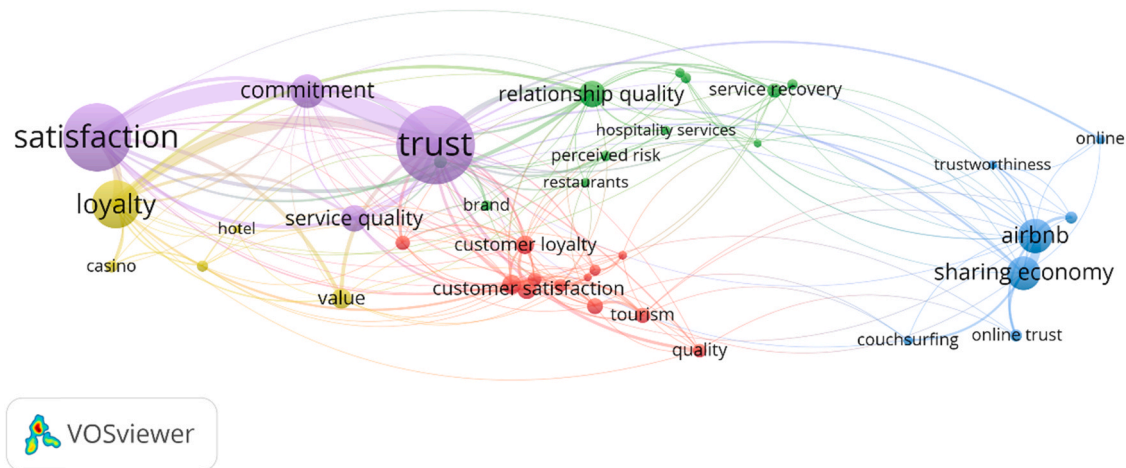 commitment
relationship quality
service recovery
satisfaction
trust
hospitality services
online
perceived risk
trustworthiness
restaurants
loyalty
brand
service quality
hotel
airbnb
customer loyalty
casino
sharing economy
customer satisfaction
value
tourism
couchsurfing
online trust
quality
VOSviewer